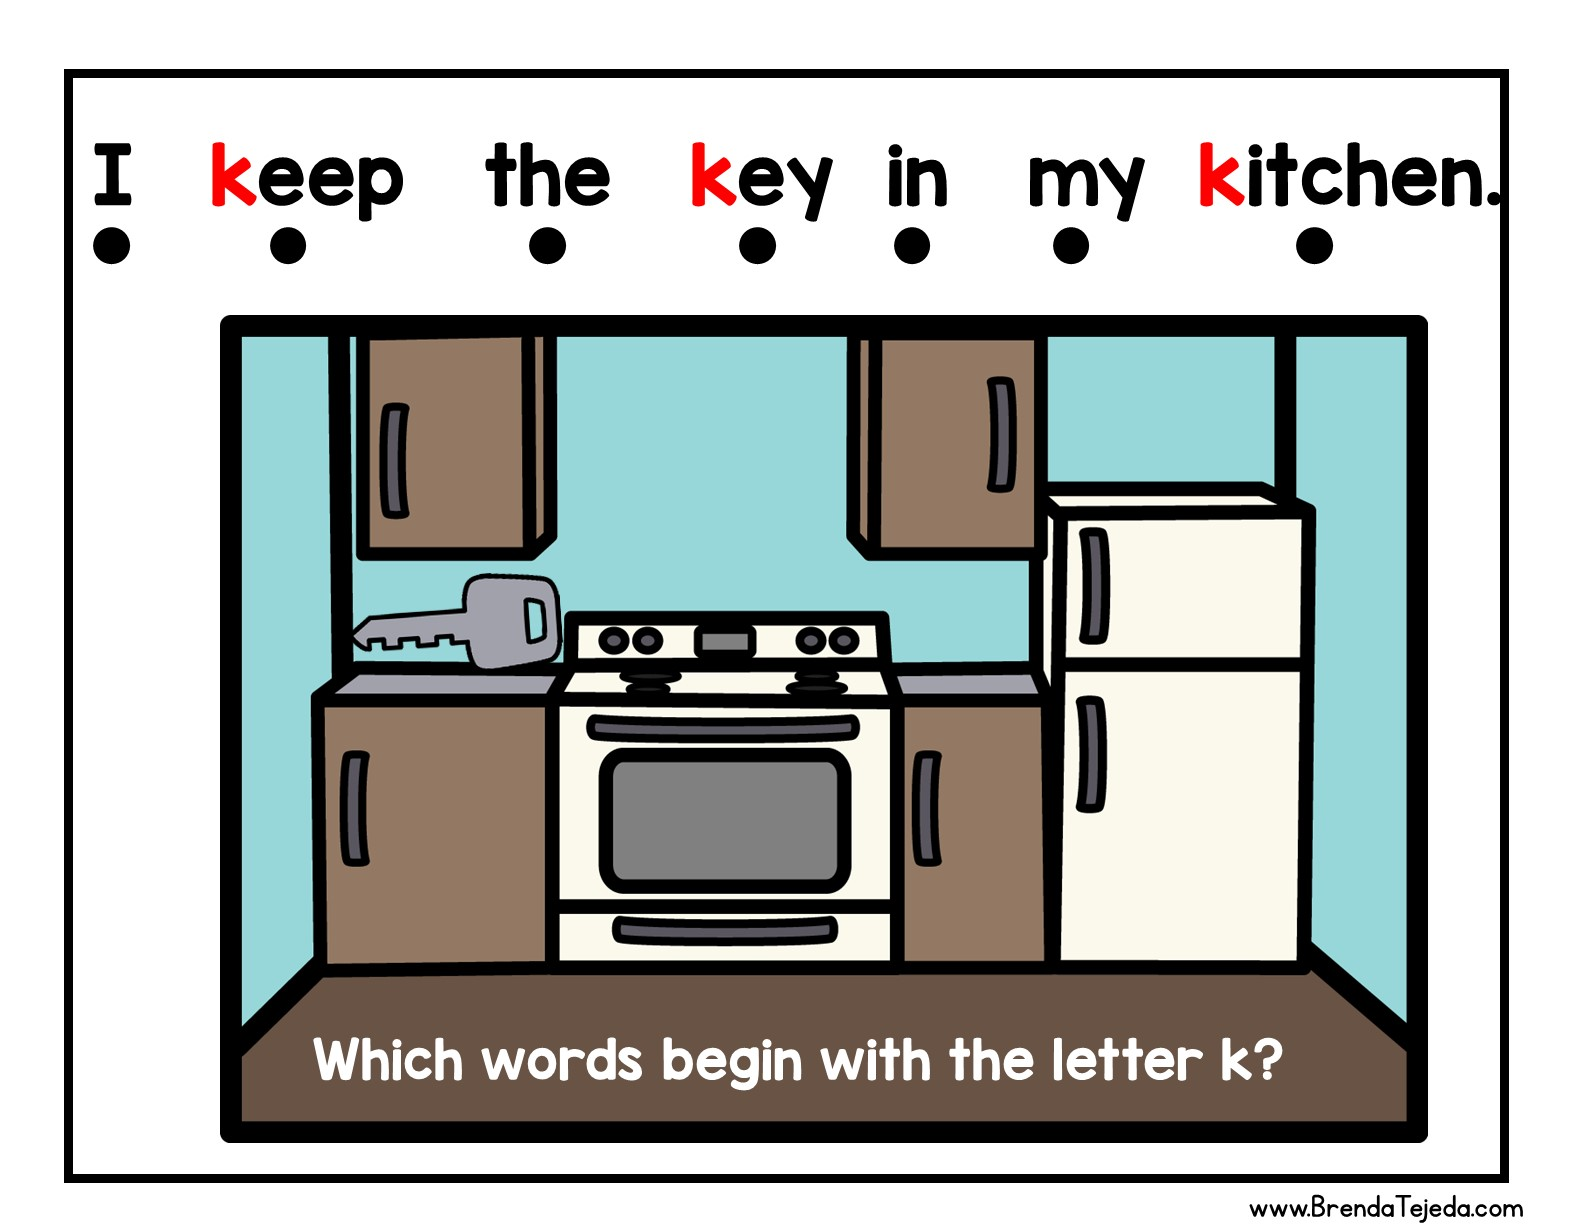 I keep the key in my kitchen.
Which words begin with the letter k?
www.BrendaTejeda.com